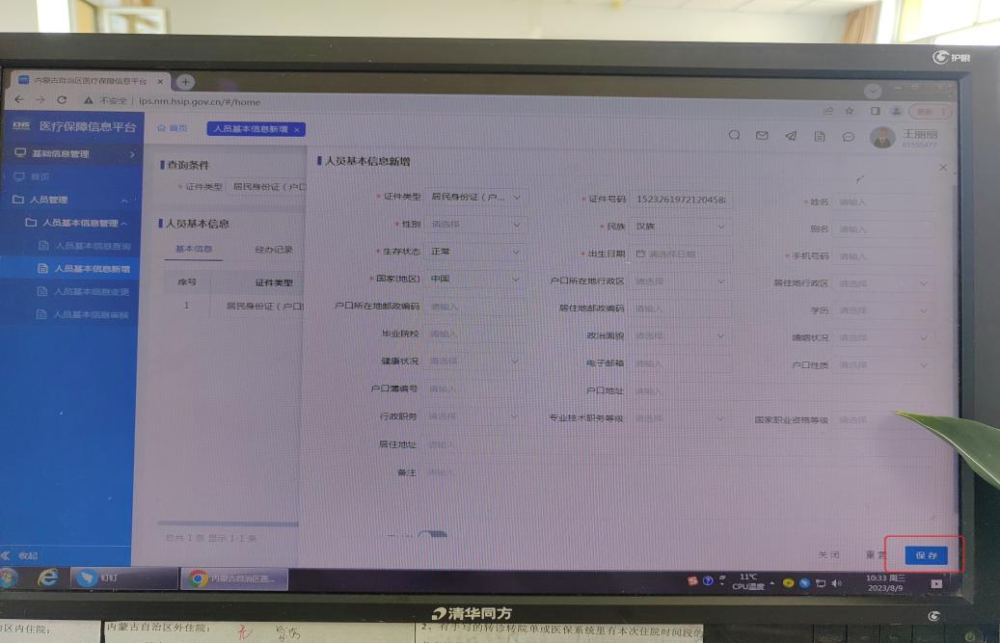 护眼
内蒙古自治区医疗保障信息平台 × +
不安全 | ips.nm.hsip.gov.cn/#/home
更新
CHS 医疗保障信息平台
首页 人员基本信息新增 ×
王丽丽
基础信息管理
首页
人员管理
人员基本信息管理
人员基本信息查询
人员基本信息新增
人员基本信息变更
人员基本信息审核
收起
查询条件
* 证件类型 居民身份证(户口
人员基本信息
基本信息 经办记录
序号 证件类型
1 居民身份证(户口
总共 1 条 显示 1-1 条
人员基本信息新增 ×
* 证件类型 居民身份证(户... * 证件号码 152326197212045 * 姓名 请输入
* 性别 请选择 * 民族 汉族 别名 请输入
* 生存状态 正常 * 出生日期 请选择日期 * 手机号码 请输入
* 国家(地区) 中国 户口所在地行政区 请选择 居住地行政区 请选择
户口所在地邮政编码 请输入 居住地邮政编码 请输入 学历 请选择
毕业院校 请输入 政治面貌 请选择 婚姻状况 请选择
健康状况 请选择 电子邮箱 请输入 户口性质 请选择
户口簿编号 请输入 户口地址 请输入
行政职务 请选择 专业技术职务等级 请选择 国家职业资格等级 请选择
居住地址 请输入
备注 请输入
关闭 重置 保存
钉钉 内蒙古自治区医...
11℃
CPU温度
10:33 周三
2023/8/9
清华同方
区内住院:
内蒙古自治区外住院:
2、有手写的转诊转院单或医保系统里有本次住院时间段的